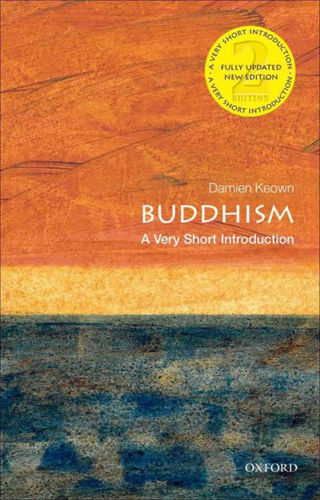 A VERY SHORT INTRODUCTION
FULLY UPDATED
NEW EDITION
2
EDITION
A VERY SHORT INTRODUCTION
Damien Keown
BUDDHISM
A Very Short Introduction
OXFORD